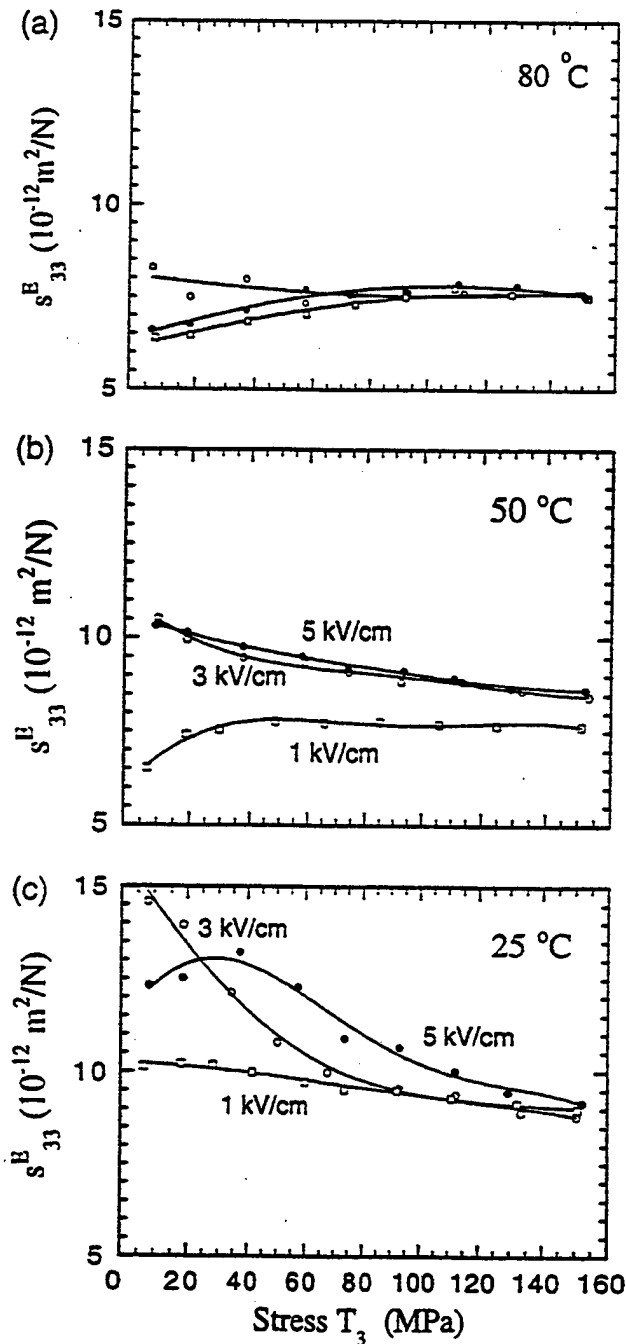 (a)
15
10
5
s^E_33 (10^-12 m^2/N)
80 °C
(b)
15
10
5
s^E_33 (10^-12 m^2/N)
50 °C
5 kV/cm
3 kV/cm
1 kV/cm
(c)
15
10
5
s^E_33 (10^-12 m^2/N)
25 °C
3 kV/cm
5 kV/cm
1 kV/cm
0 20 40 60 80 100 120 140 160
Stress T_3 (MPa)